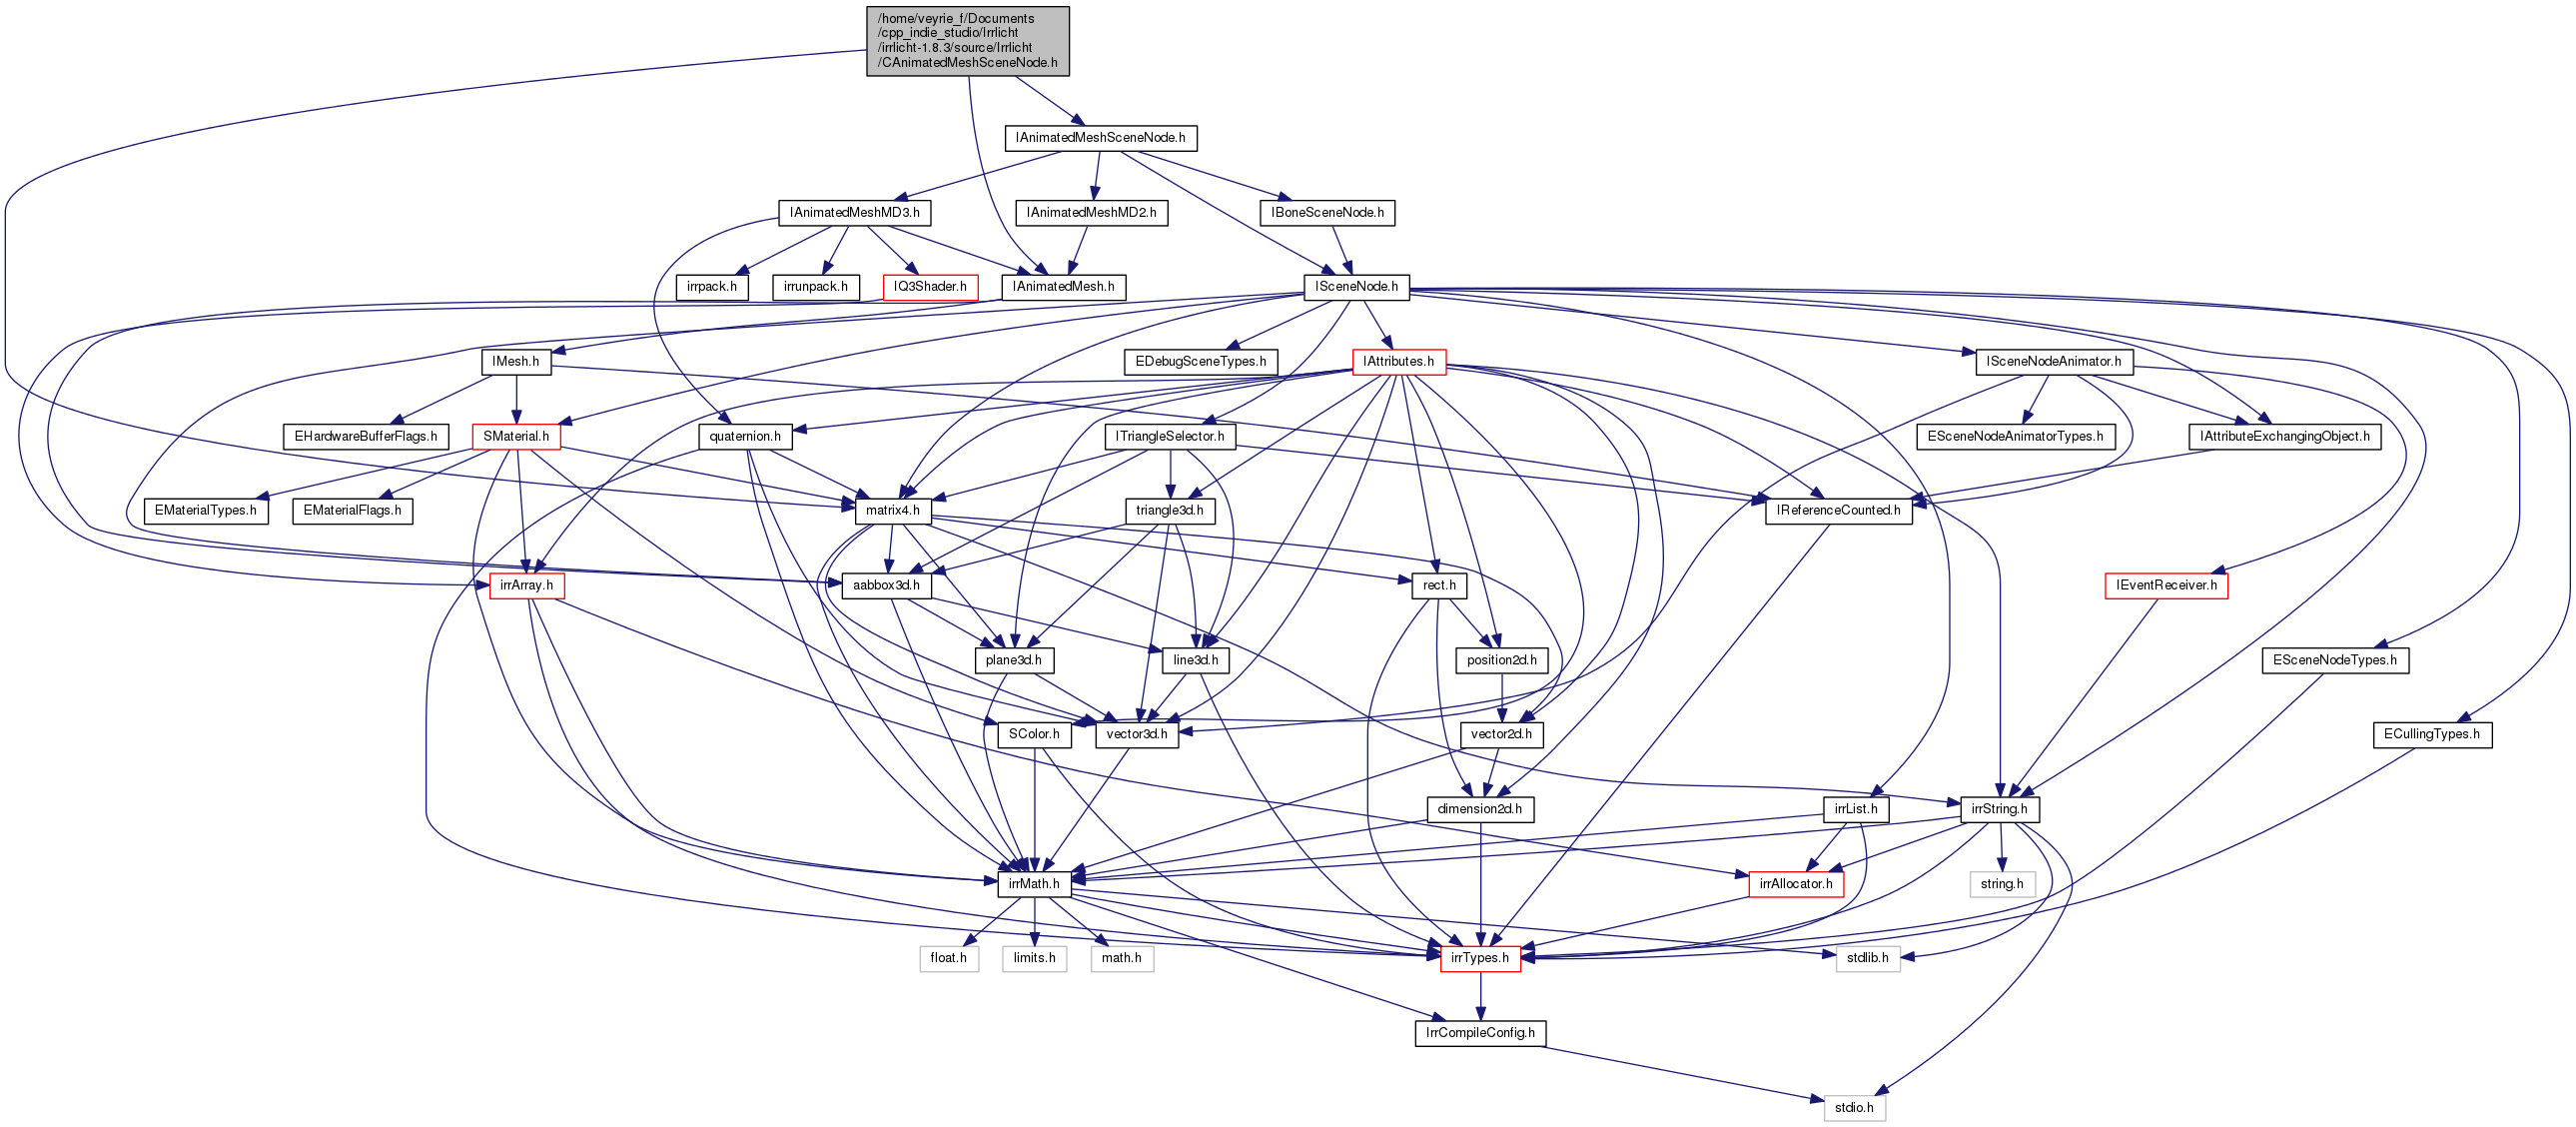 /home/veyrie_f/Documents
/cpp_indie_studio/Irrlicht
/irrlicht-1.8.3/source/Irrlicht
/CAnimatedMeshSceneNode.h
IAnimatedMeshSceneNode.h
IAnimatedMeshMD3.h
IAnimatedMeshMD2.h
IBoneSceneNode.h
irrpack.h
irrunpack.h
IQ3Shader.h
IAnimatedMesh.h
ISceneNode.h
IMesh.h
EDebugSceneTypes.h
IAttributes.h
ISceneNodeAnimator.h
EHardwareBufferFlags.h
SMaterial.h
quaternion.h
ITriangleSelector.h
ESceneNodeAnimatorTypes.h
IAttributeExchangingObject.h
EMaterialTypes.h
EMaterialFlags.h
matrix4.h
triangle3d.h
IReferenceCounted.h
irrArray.h
aabbox3d.h
rect.h
IEventReceiver.h
plane3d.h
line3d.h
position2d.h
ESceneNodeTypes.h
SColor.h
vector3d.h
vector2d.h
ECullingTypes.h
dimension2d.h
irrList.h
irrString.h
irrMath.h
irrAllocator.h
string.h
float.h
limits.h
math.h
irrTypes.h
stdlib.h
IrrCompileConfig.h
stdio.h